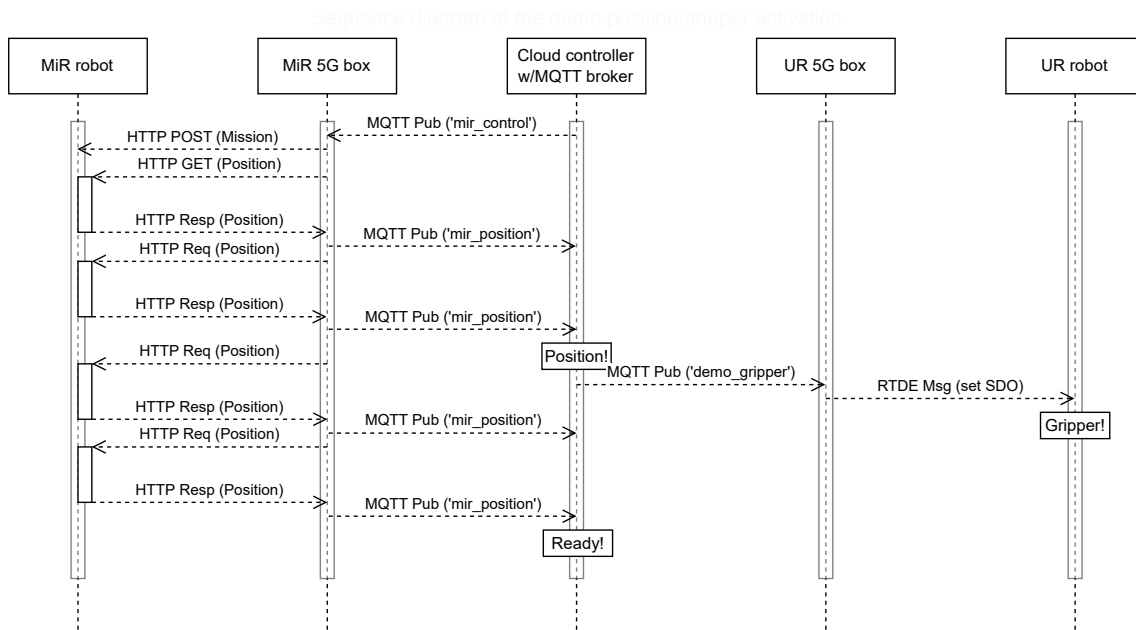 Sequence diagram of the demo position/gripper activation
MiR robot
MiR 5G box
Cloud controller
w/MQTT broker
UR 5G box
UR robot
MQTT Pub ('mir_control')
HTTP POST (Mission)
HTTP GET (Position)
HTTP Resp (Position)
MQTT Pub ('mir_position')
HTTP Req (Position)
HTTP Resp (Position)
MQTT Pub ('mir_position')
Position!
HTTP Req (Position)
MQTT Pub ('demo_gripper')
RTDE Msg (set SDO)
HTTP Resp (Position)
MQTT Pub ('mir_position')
Gripper!
HTTP Req (Position)
HTTP Resp (Position)
MQTT Pub ('mir_position')
Ready!